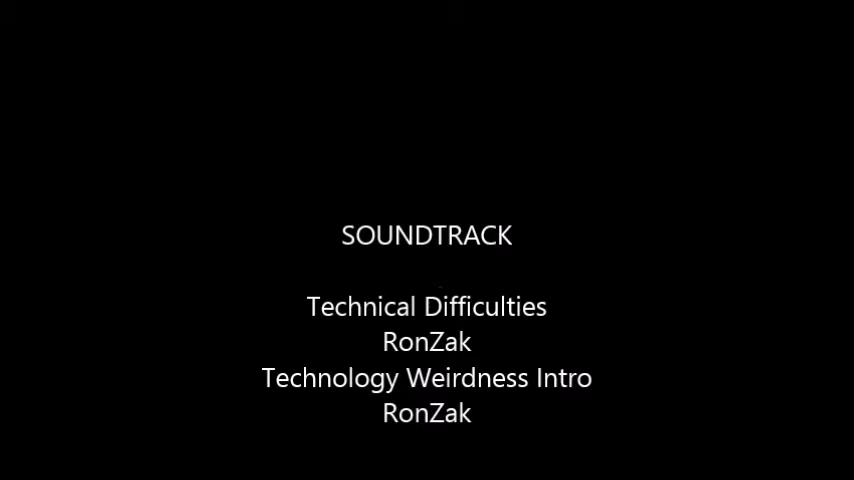 SOUNDTRACK
Technical Difficulties
RonZak
Technology Weirdness Intro
RonZak